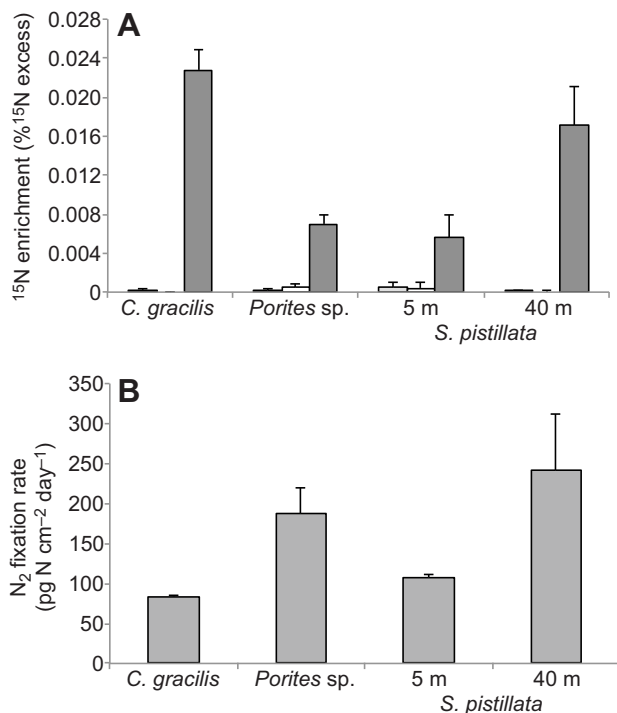 A
0.028
0.024
0.020
0.016
0.012
0.008
0.004
0
¹⁵N enrichment (%¹⁵N excess)
C. gracilis Porites sp. 5 m 40 m
S. pistillata
B
350
300
250
200
150
100
50
0
N₂ fixation rate
(pg N cm⁻² day⁻¹)
C. gracilis Porites sp. 5 m 40 m
S. pistillata